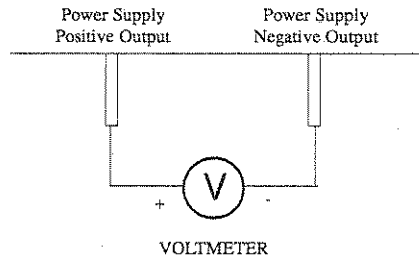 Power Supply
Positive Output
Power Supply
Negative Output
+ V -
VOLTMETER